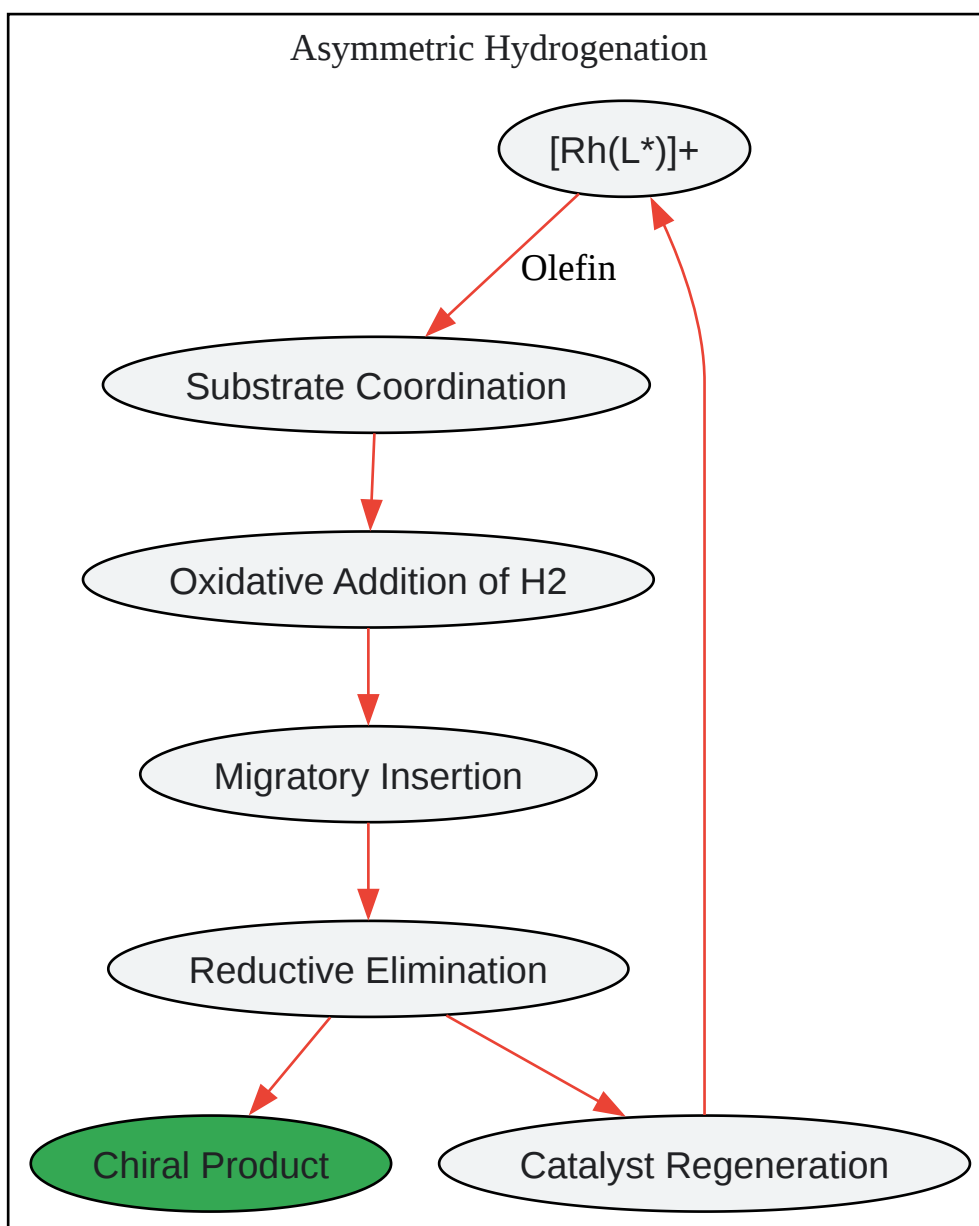 Asymmetric Hydrogenation
[Rh(L*)]+
Olefin
Substrate Coordination
Oxidative Addition of H2
Migratory Insertion
Reductive Elimination
Chiral Product
Catalyst Regeneration